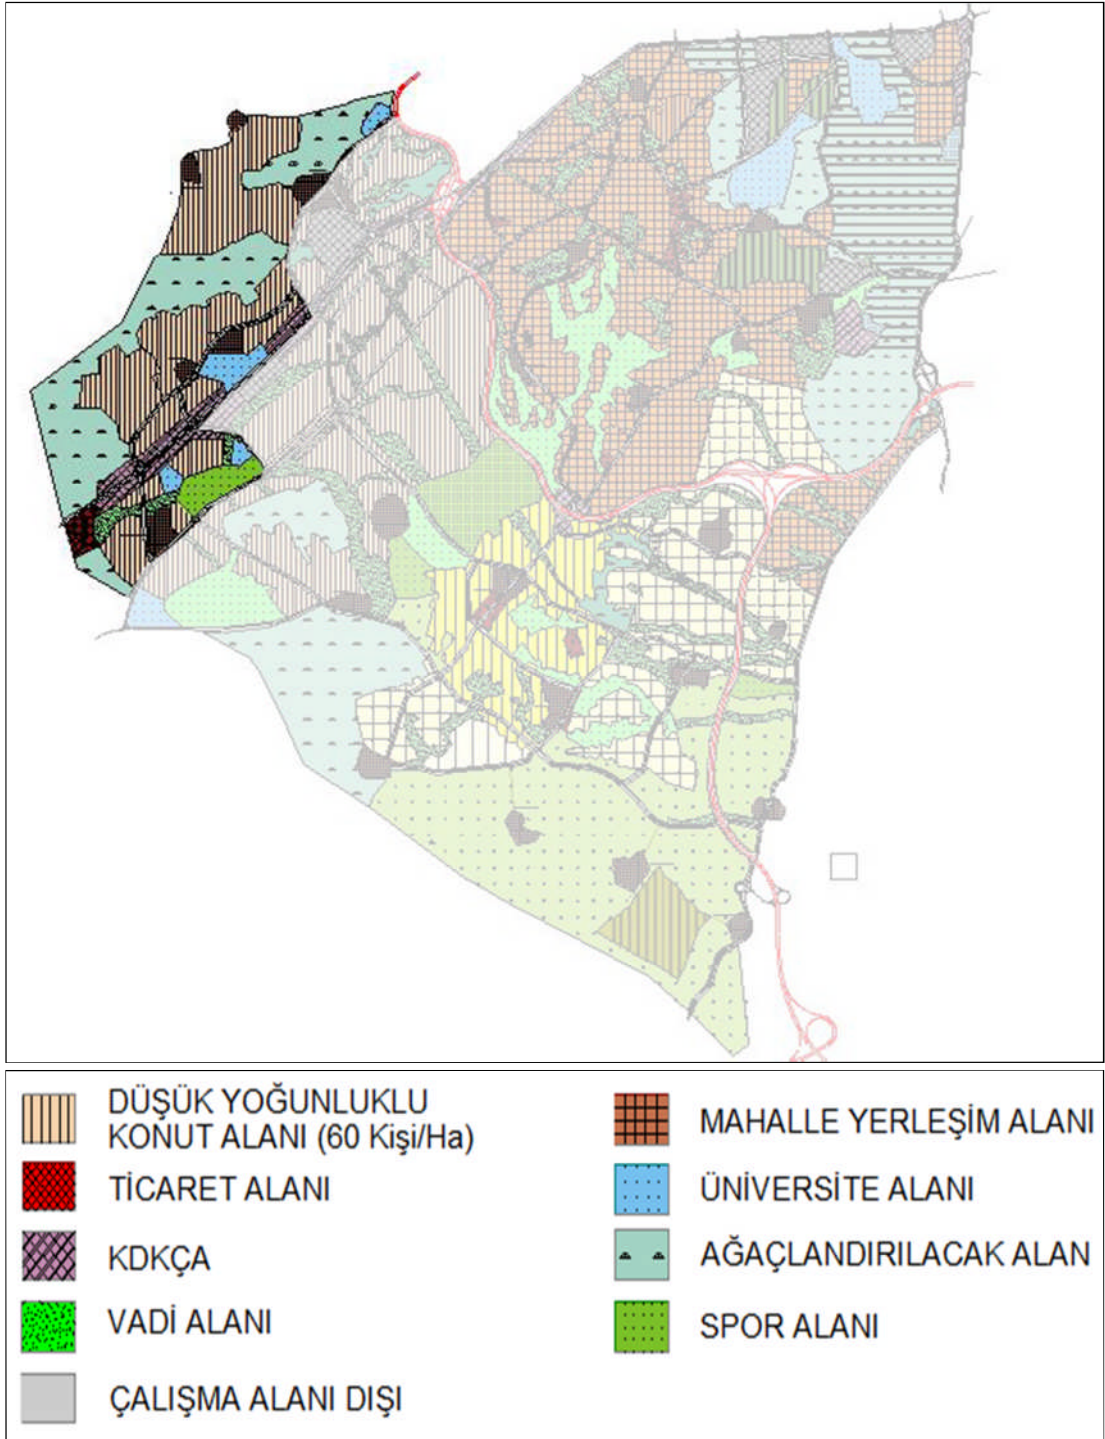 DÜŞÜK YOĞUNLUKLU
KONUT ALANI (60 Kişi/Ha)
TİCARET ALANI
KDKÇA
VADİ ALANI
ÇALIŞMA ALANI DIŞI
MAHALLE YERLEŞİM ALANI
ÜNİVERSİTE ALANI
AĞAÇLANDIRILACAK ALAN
SPOR ALANI